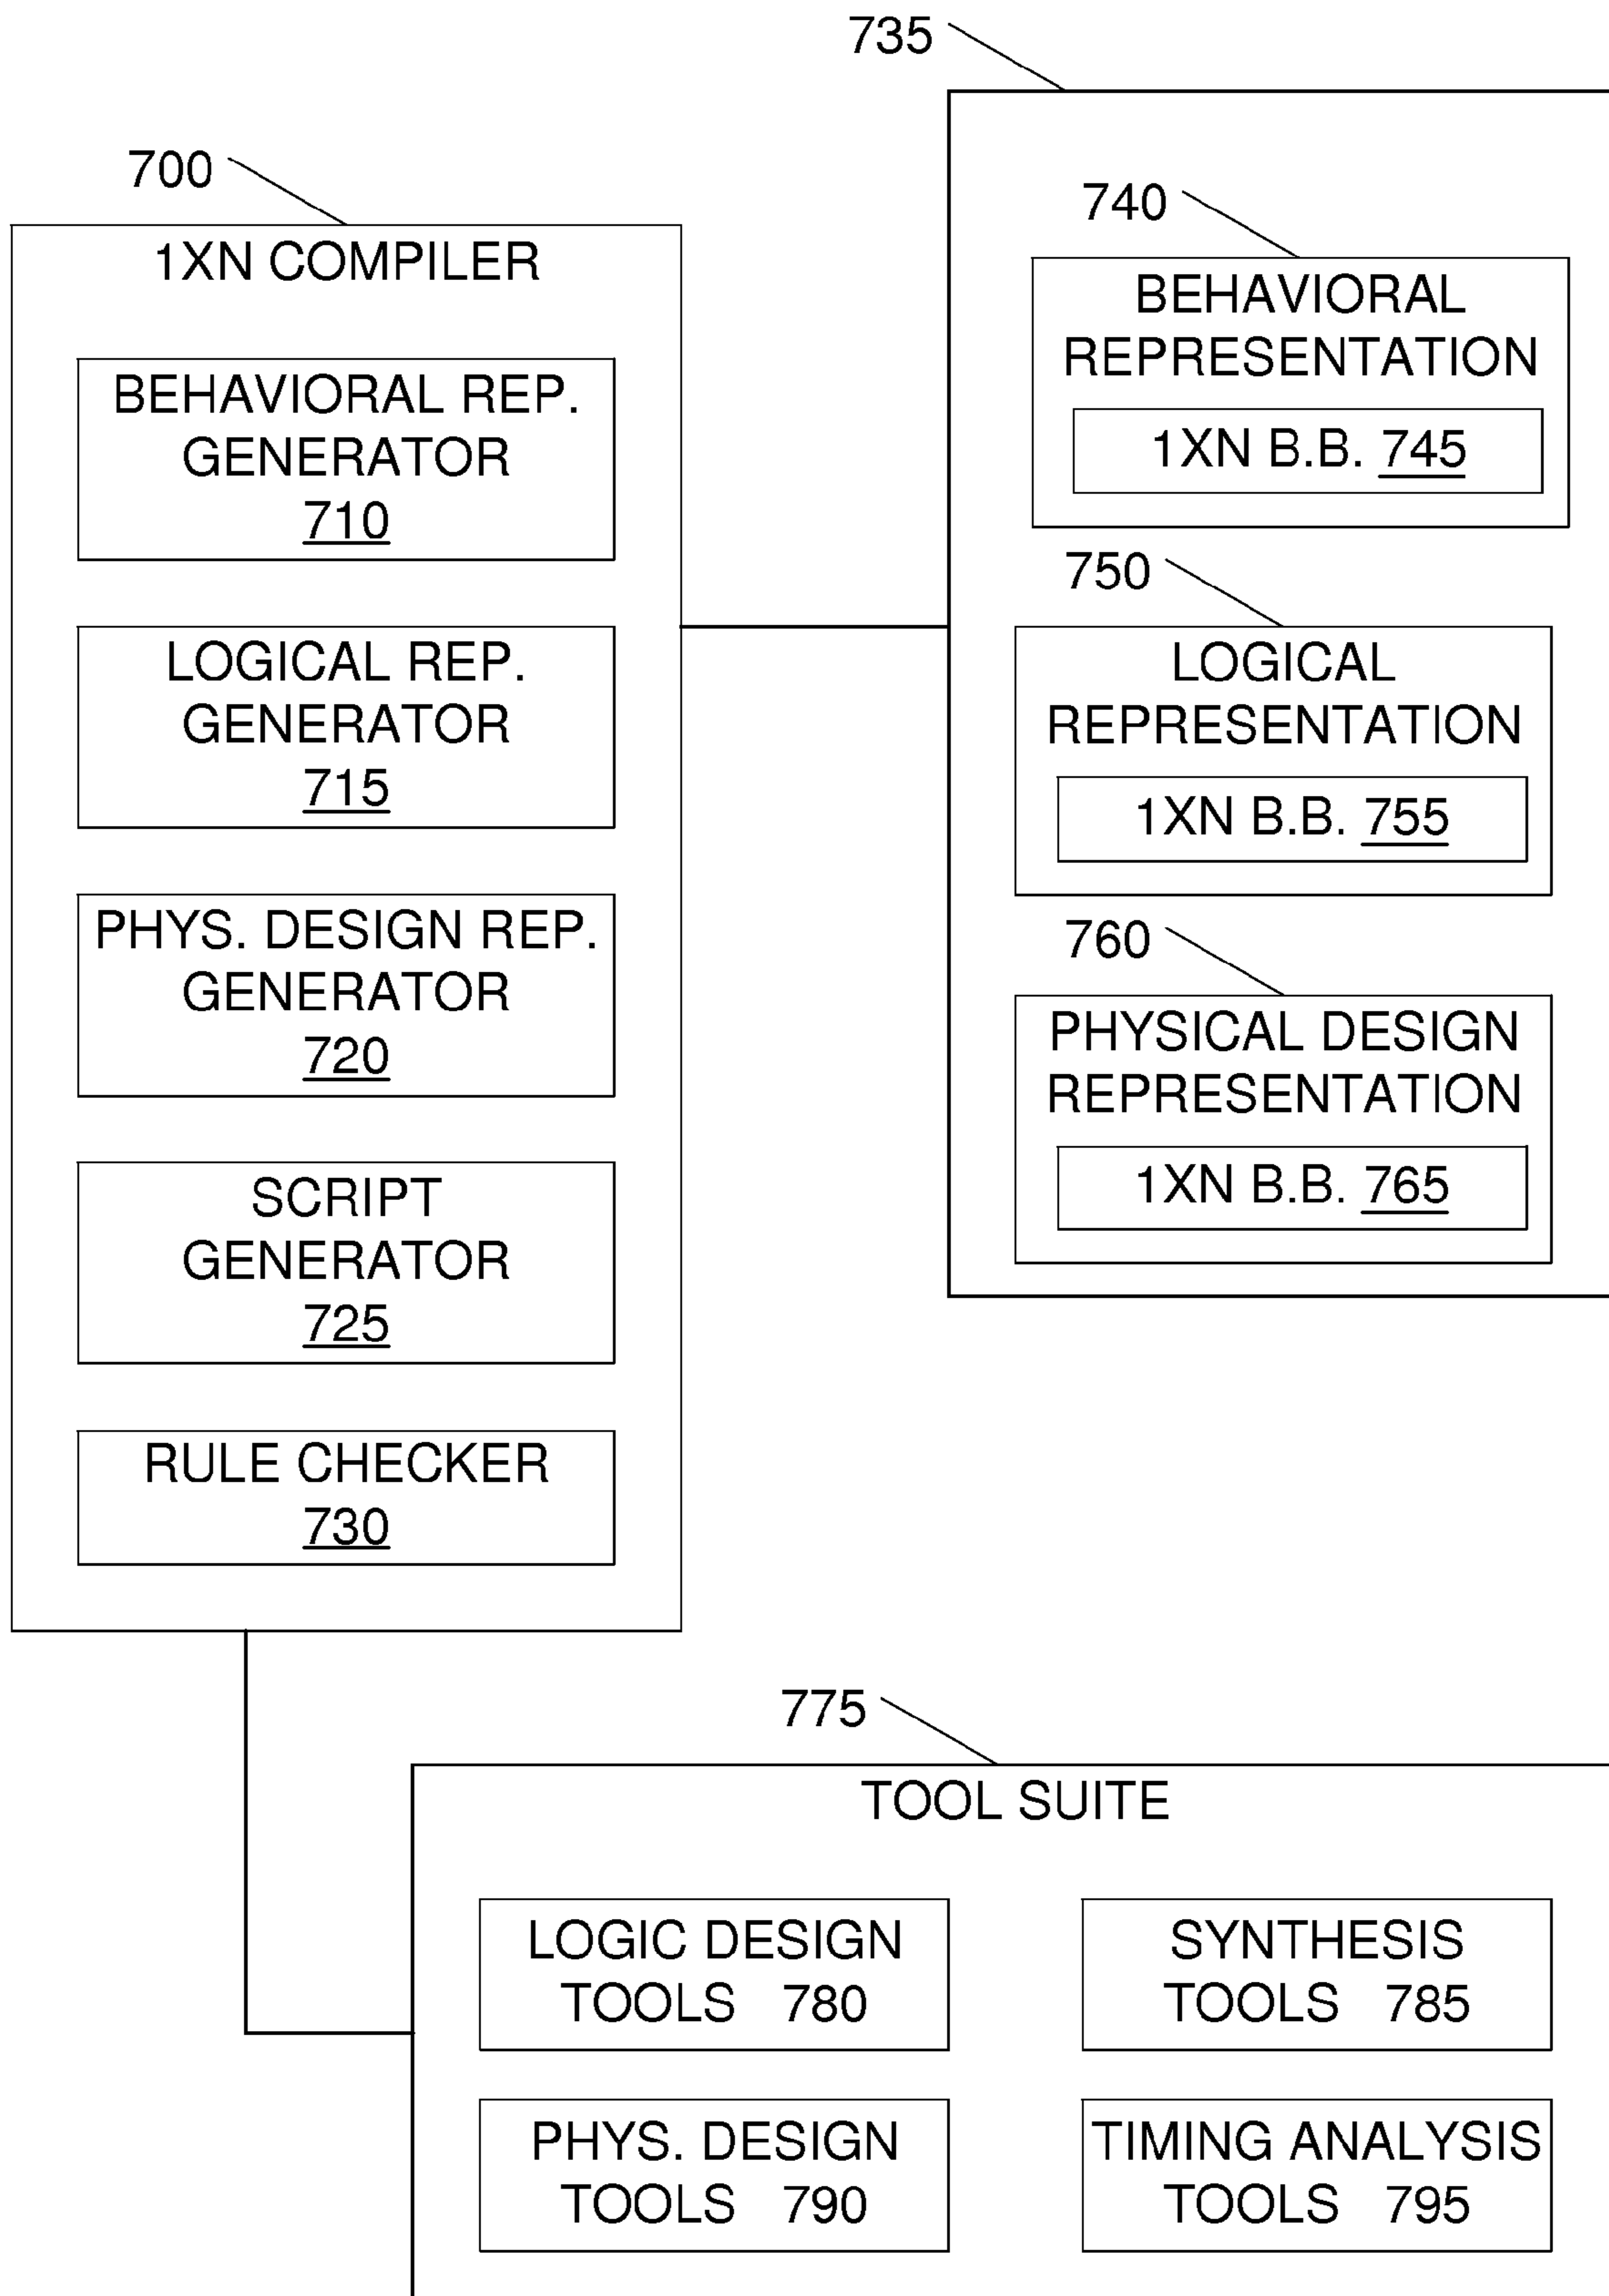 735
700
1XN COMPILER
BEHAVIORAL REP.
GENERATOR
710
LOGICAL REP.
GENERATOR
715
PHYS. DESIGN REP.
GENERATOR
720
SCRIPT
GENERATOR
725
RULE CHECKER
730
740
BEHAVIORAL
REPRESENTATION
1XN B.B. 745
750
LOGICAL
REPRESENTATION
1XN B.B. 755
760
PHYSICAL DESIGN
REPRESENTATION
1XN B.B. 765
775
TOOL SUITE
LOGIC DESIGN
TOOLS 780
SYNTHESIS
TOOLS 785
PHYS. DESIGN
TOOLS 790
TIMING ANALYSIS
TOOLS 795